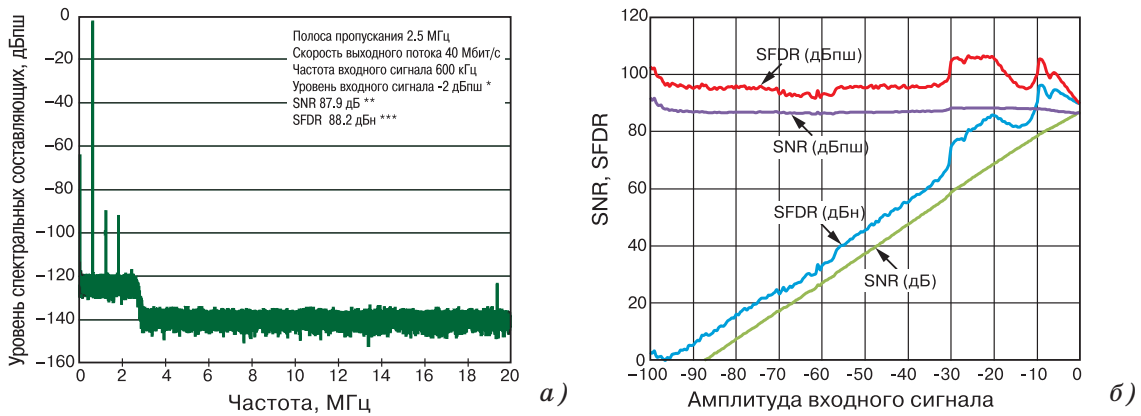 Уровень спектральных составляющих, дБпш
0
−20
−40
−60
−80
−100
−120
−140
−160
Полоса пропускания 2.5 МГц
Скорость выходного потока 40 Мбит/с
Частота входного сигнала 600 кГц
Уровень входного сигнала -2 дБпш *
SNR 87.9 дБ **
SFDR 88.2 дБн ***
0 2 4 6 8 10 12 14 16 18 20
Частота, МГц
а)
SNR, SFDR
120
100
80
60
40
20
0
SFDR (дБпш)
SNR (дБпш)
SFDR (дБн)
SNR (дБ)
-100 -90 -80 -70 -60 -50 -40 -30 -20 -10 0
Амплитуда входного сигнала
б)